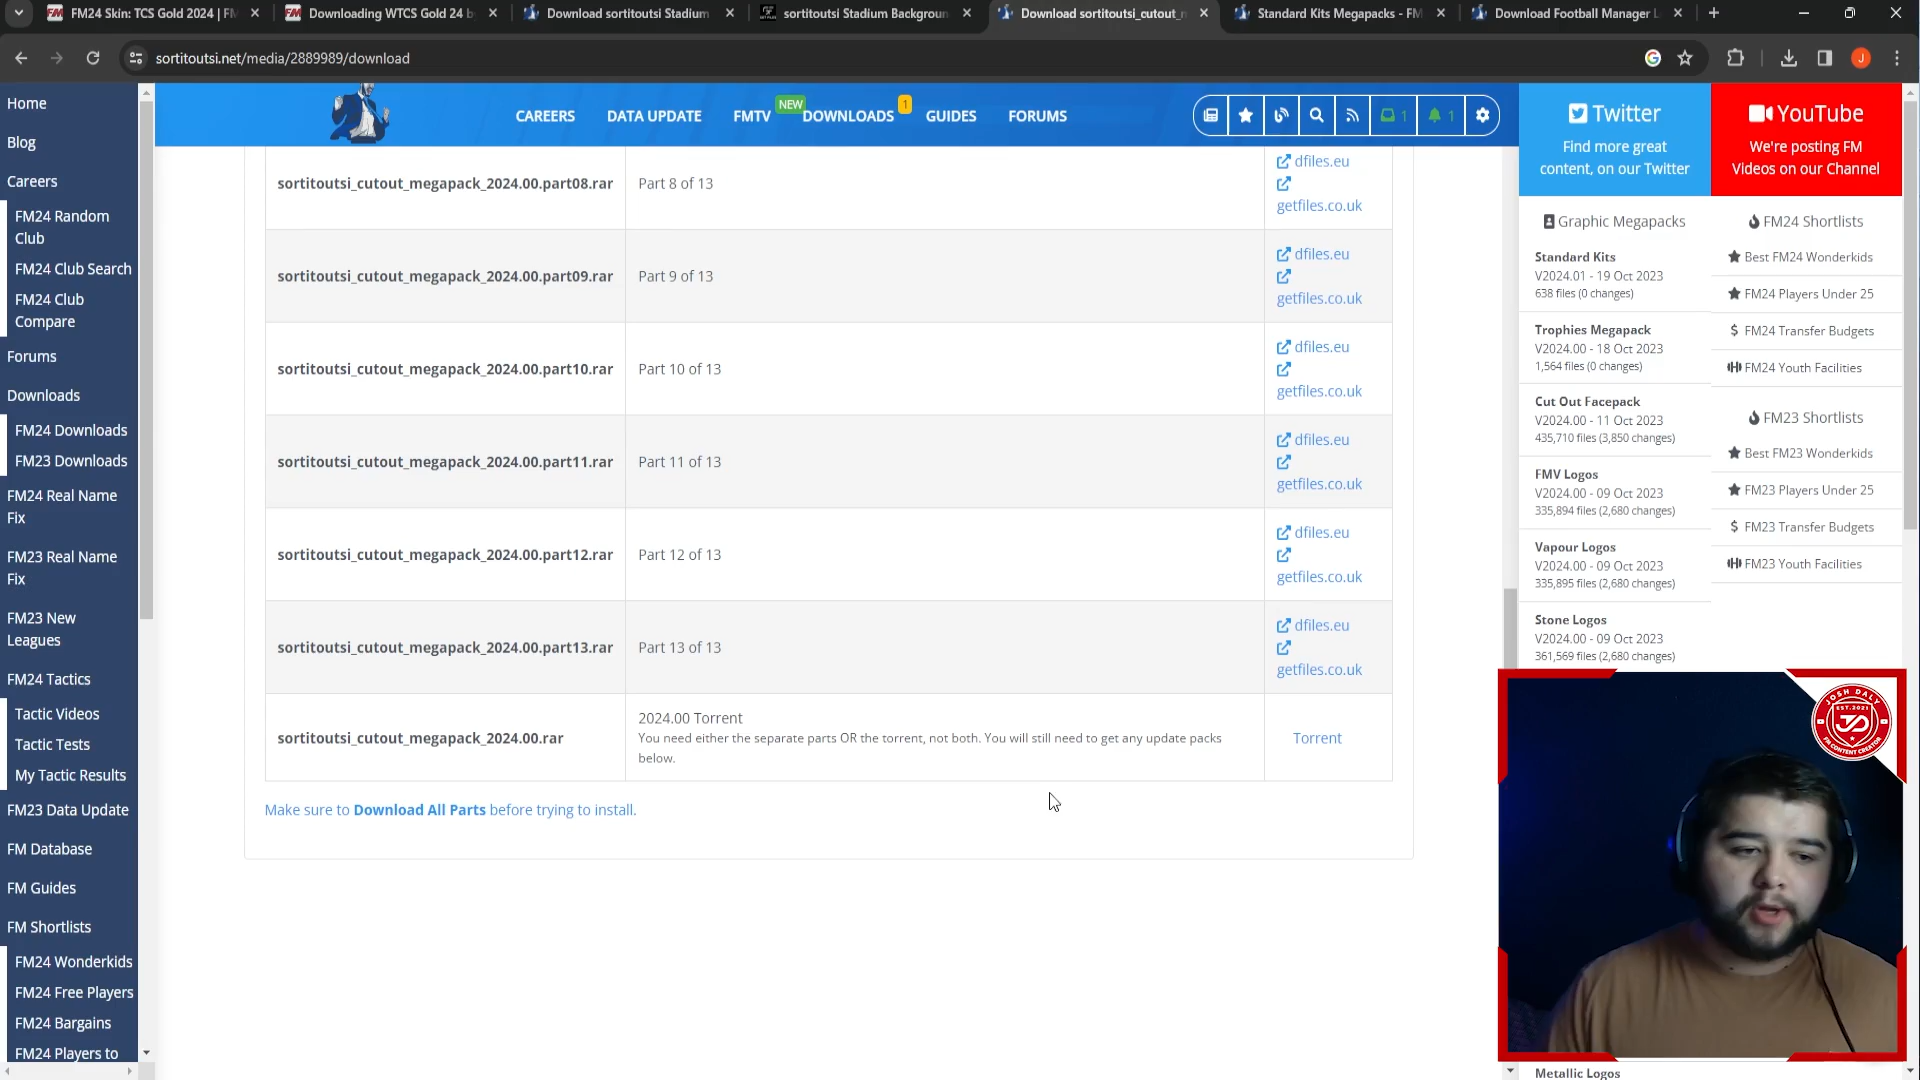 FM24 Skin: TCS Gold 2024 | FM
Downloading WTCS Gold 24 b
Download sortitoutsi Stadium
sortitoutsi Stadium Backgroun
Download sortitoutsi_cutout_m
Standard Kits Megapacks - FM
Download Football Manager L
sortitoutsi.net/media/2889989/download
J
Home
Blog
Careers
FM24 Random
Club
FM24 Club Search
FM24 Club
Compare
Forums
Downloads
FM24 Downloads
FM23 Downloads
FM24 Real Name
Fix
FM23 Real Name
Fix
FM23 New
Leagues
FM24 Tactics
Tactic Videos
Tactic Tests
My Tactic Results
FM23 Data Update
FM Database
FM Guides
FM Shortlists
FM24 Wonderkids
FM24 Free Players
FM24 Bargains
FM24 Players to
CAREERS
DATA UPDATE
FMTV
NEW
DOWNLOADS
1
GUIDES
FORUMS
1
1
sortitoutsi_cutout_megapack_2024.00.part08.rar
Part 8 of 13
dfiles.eu
getfiles.co.uk
sortitoutsi_cutout_megapack_2024.00.part09.rar
Part 9 of 13
dfiles.eu
getfiles.co.uk
sortitoutsi_cutout_megapack_2024.00.part10.rar
Part 10 of 13
dfiles.eu
getfiles.co.uk
sortitoutsi_cutout_megapack_2024.00.part11.rar
Part 11 of 13
dfiles.eu
getfiles.co.uk
sortitoutsi_cutout_megapack_2024.00.part12.rar
Part 12 of 13
dfiles.eu
getfiles.co.uk
sortitoutsi_cutout_megapack_2024.00.part13.rar
Part 13 of 13
dfiles.eu
getfiles.co.uk
sortitoutsi_cutout_megapack_2024.00.rar
2024.00 Torrent
You need either the separate parts OR the torrent, not both. You will still need to get any update packs
below.
Torrent
Make sure to Download All Parts before trying to install.
Twitter
Find more great
content, on our Twitter
YouTube
We're posting FM
Videos on our Channel
Graphic Megapacks
Standard Kits
V2024.01 - 19 Oct 2023
638 files (0 changes)
Trophies Megapack
V2024.00 - 18 Oct 2023
1,564 files (0 changes)
Cut Out Facepack
V2024.00 - 11 Oct 2023
435,710 files (3,850 changes)
FMV Logos
V2024.00 - 09 Oct 2023
335,894 files (2,680 changes)
Vapour Logos
V2024.00 - 09 Oct 2023
335,895 files (2,680 changes)
Stone Logos
V2024.00 - 09 Oct 2023
361,569 files (2,680 changes)
Metallic Logos
FM24 Shortlists
Best FM24 Wonderkids
FM24 Players Under 25
$ FM24 Transfer Budgets
FM24 Youth Facilities
FM23 Shortlists
Best FM23 Wonderkids
FM23 Players Under 25
$ FM23 Transfer Budgets
FM23 Youth Facilities
JOSH DALY
EST.2021
JD
FM CONTENT CREATOR